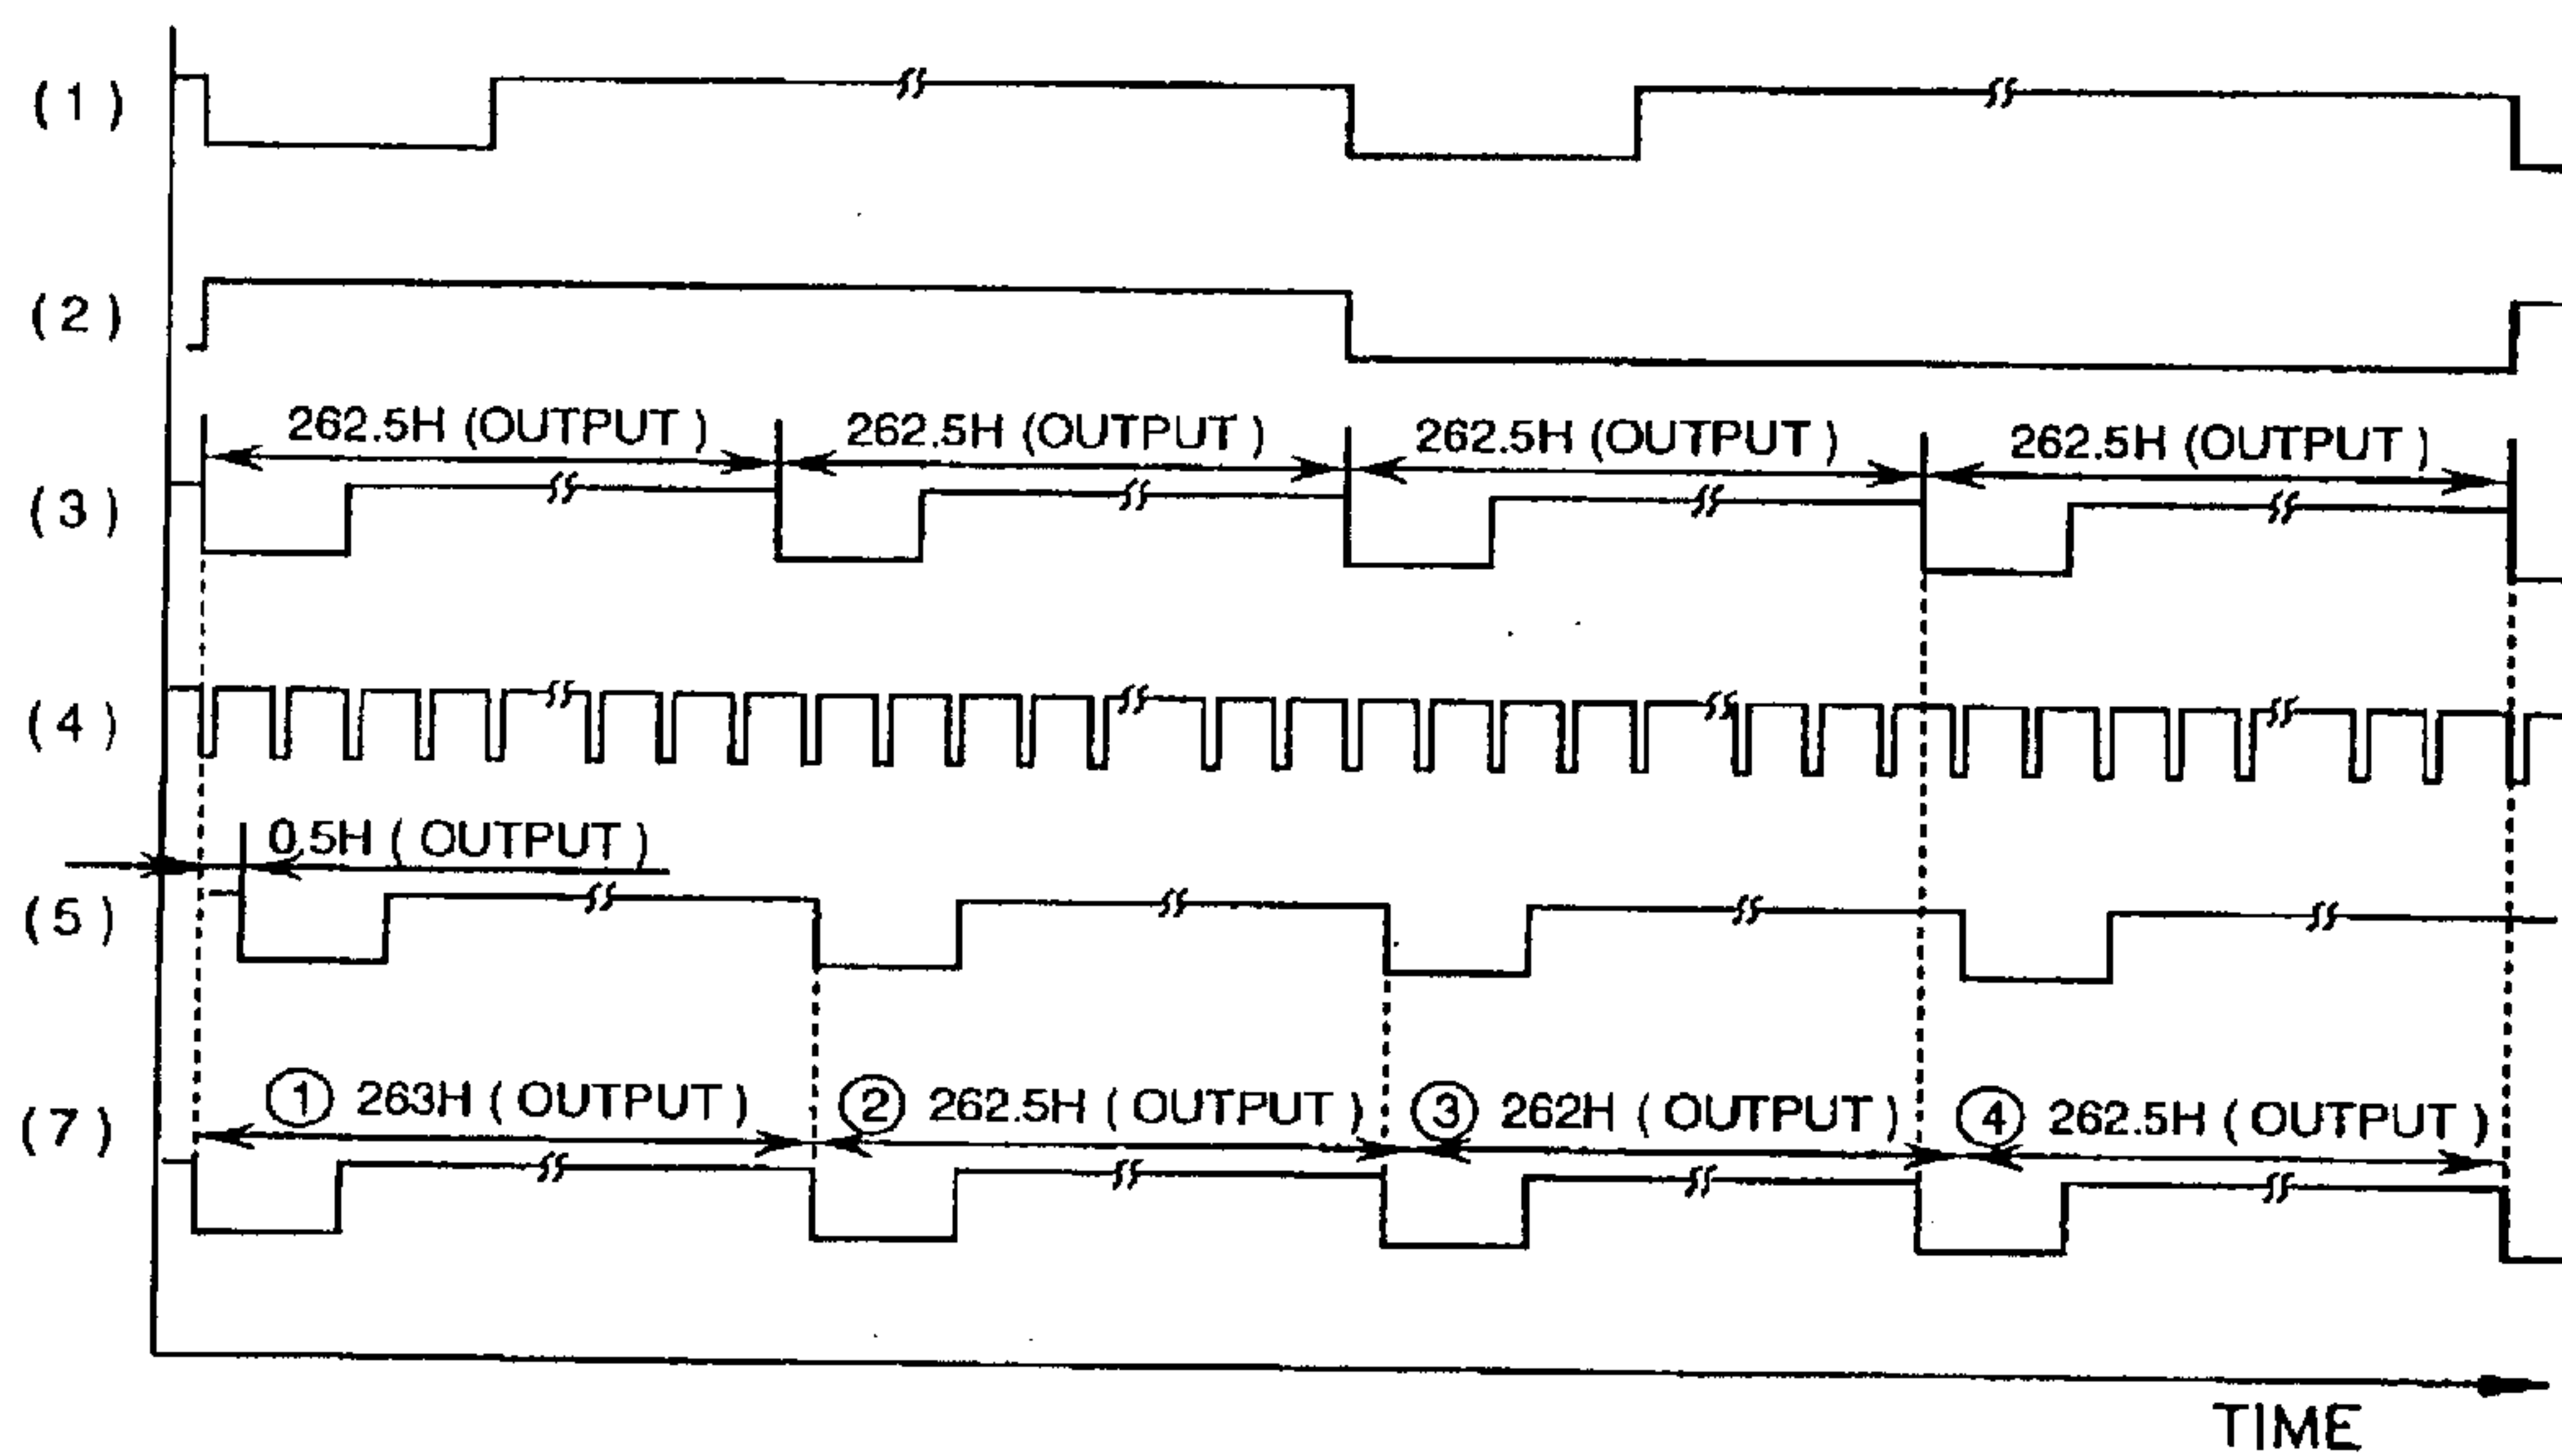 (1)
(2)
262.5H (OUTPUT) 262.5H (OUTPUT) 262.5H (OUTPUT) 262.5H (OUTPUT)
(3)
(4)
0.5H ( OUTPUT )
(5)
① 263H ( OUTPUT ) ② 262.5H ( OUTPUT ) ③ 262H ( OUTPUT ) ④ 262.5H ( OUTPUT )
(7)
TIME